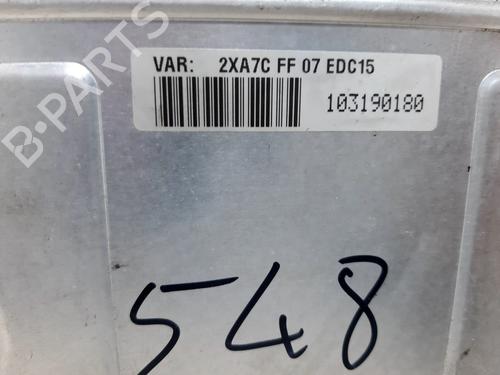 VAR: 2XA7C FF 07 EDC15
103190180
B-PARTS
548